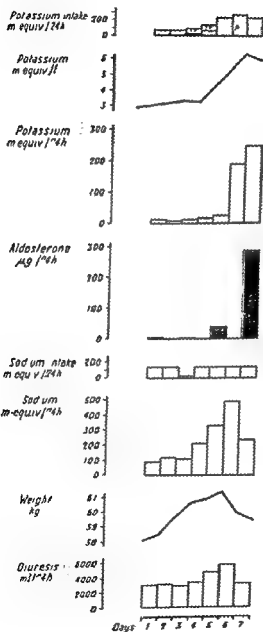 Potassium intake
m equiv/24h
200
0
Potassium
m equiv/l
6
5
4
3
Potassium
m equiv/24h
300
200
100
0
Aldosterone
µg/24h
300
200
100
0
Sodium intake
m equiv/24h
200
0
Sodium
m-equiv/24h
500
400
300
200
100
0
Weight
kg
61
60
59
58
Diuresis
ml/24h
6000
4000
2000
0
Days 1 2 3 4 5 6 7